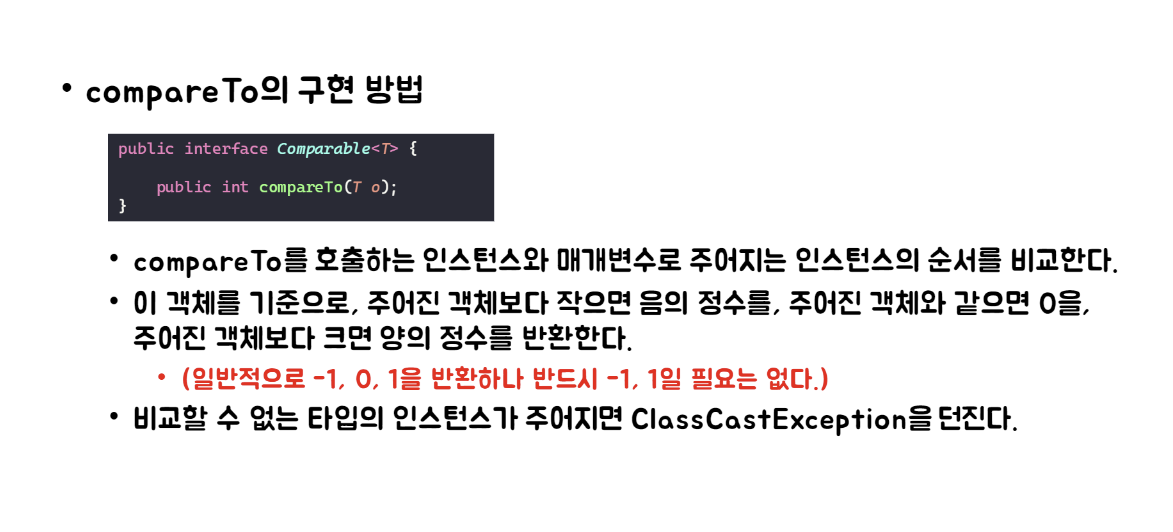 • compareTo의 구현 방법
public interface Comparable<T> {
public int compareTo(T o);
}
• compareTo를 호출하는 인스턴스와 매개변수로 주어지는 인스턴스의 순서를 비교한다.
• 이 객체를 기준으로, 주어진 객체보다 작으면 음의 정수를, 주어진 객체와 같으면 0을,
주어진 객체보다 크면 양의 정수를 반환한다.
• (일반적으로 -1, 0, 1을 반환하나 반드시 -1, 1일 필요는 없다.)
• 비교할 수 없는 타입의 인스턴스가 주어지면 ClassCastException을 던진다.